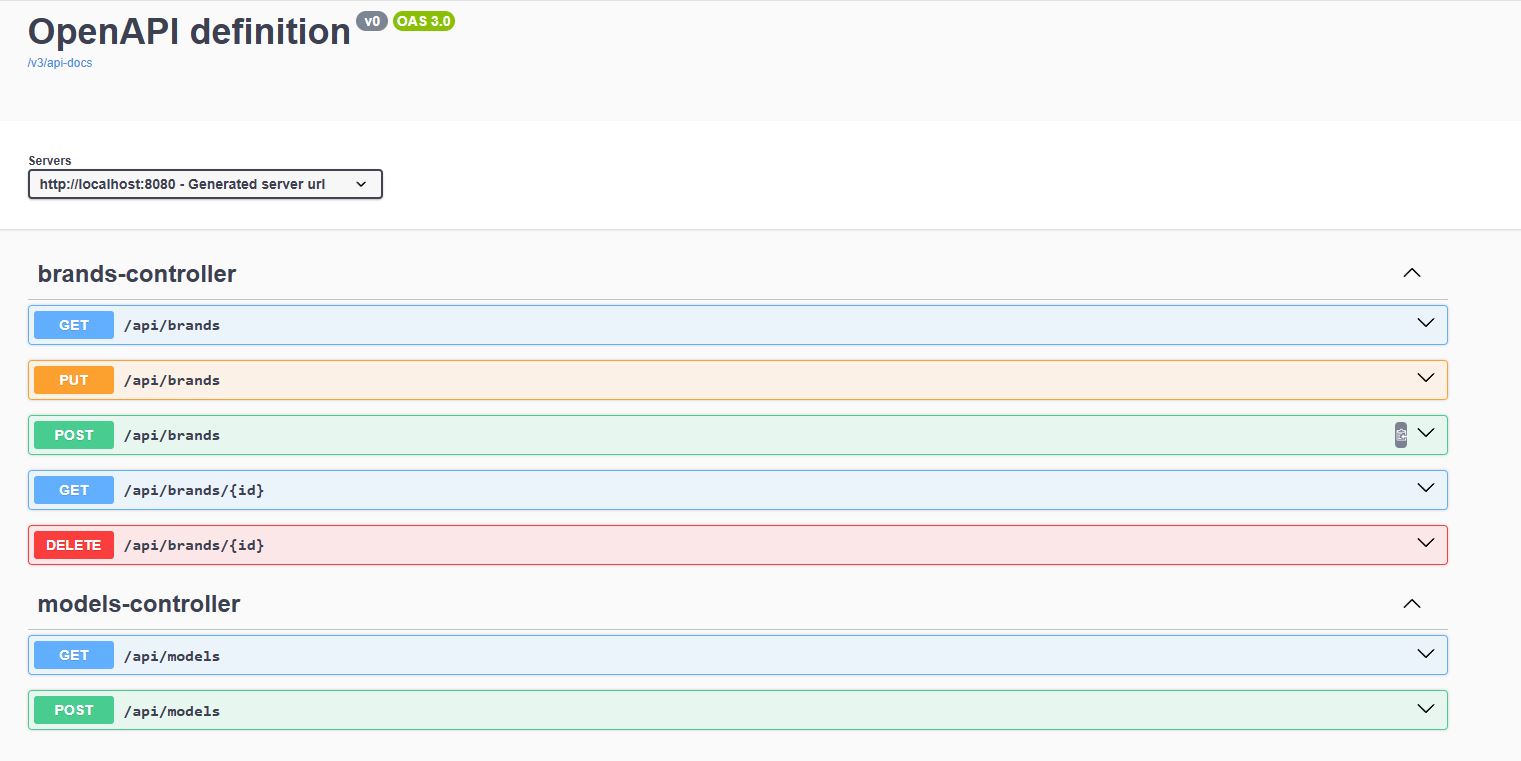 OpenAPI definition v0 OAS 3.0
/v3/api-docs
Servers
http://localhost:8080 - Generated server url
brands-controller
GET /api/brands
PUT /api/brands
POST /api/brands
GET /api/brands/{id}
DELETE /api/brands/{id}
models-controller
GET /api/models
POST /api/models